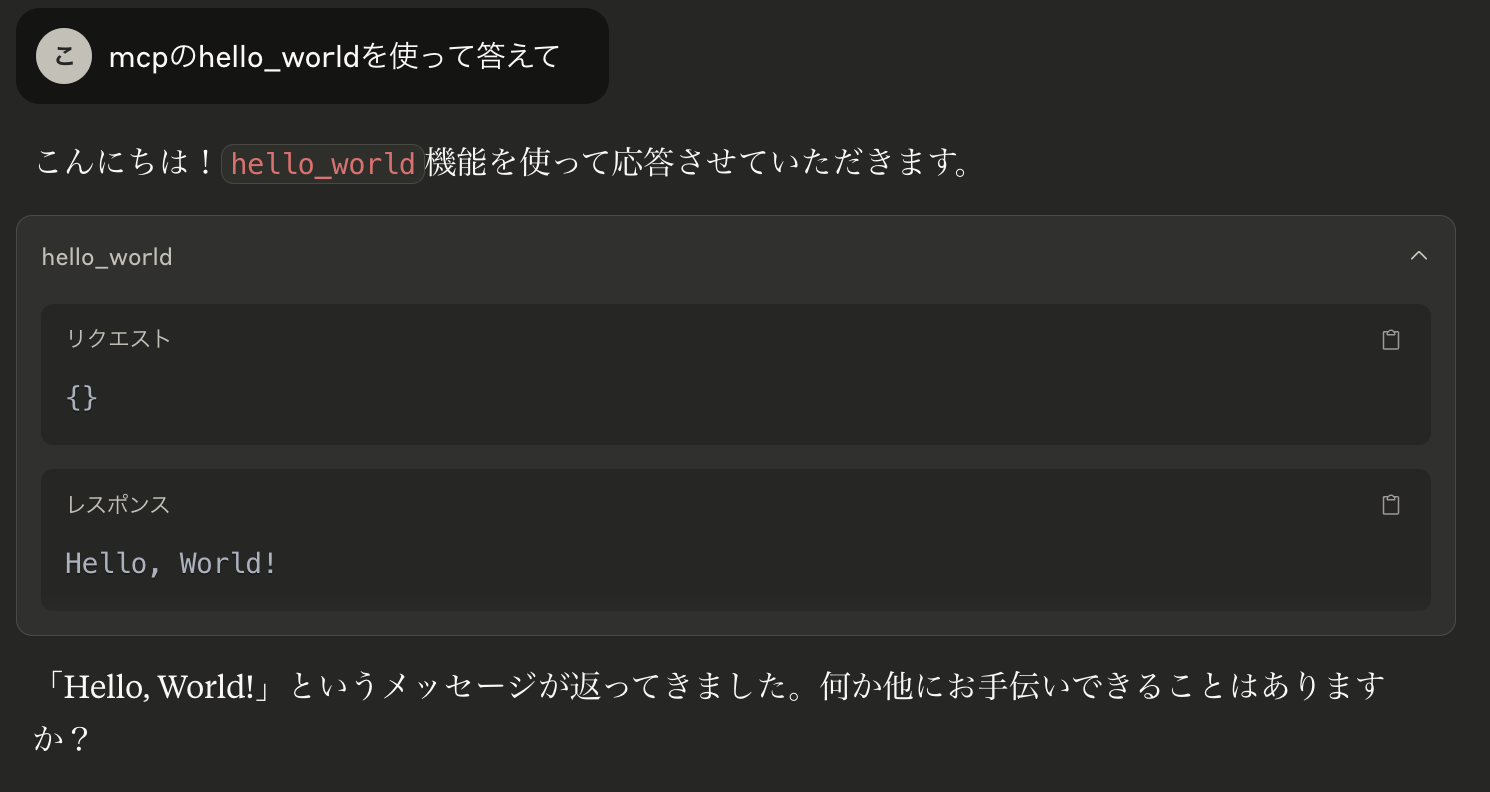 こ
mcpのhello_worldを使って答えて
こんにちは！hello_world機能を使って応答させていただきます。
hello_world
リクエスト
{}
レスポンス
Hello, World!
「Hello, World!」というメッセージが返ってきました。何か他にお手伝いできることはあります
か？